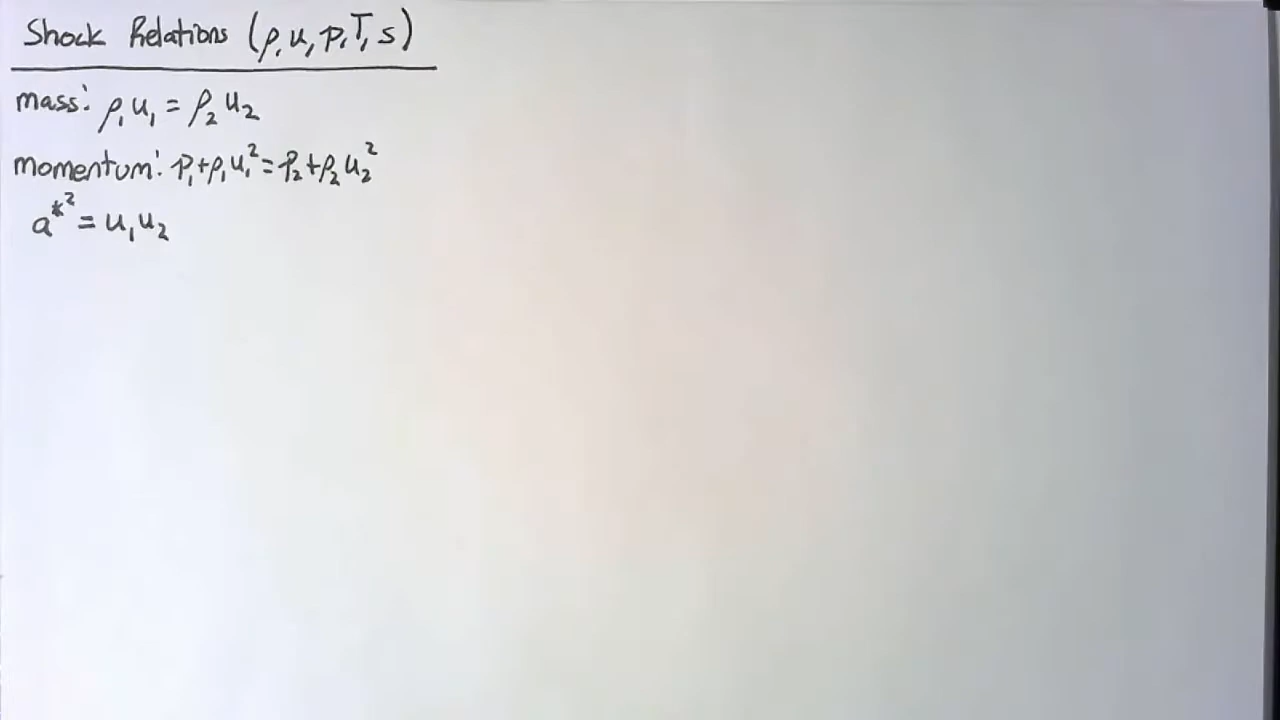 Shock Relations (ρ, u, p, T, s)
mass: ρ₁u₁ = ρ₂u₂
momentum: p₁+ρ₁u₁² = p₂+ρ₂u₂²
a*² = u₁u₂